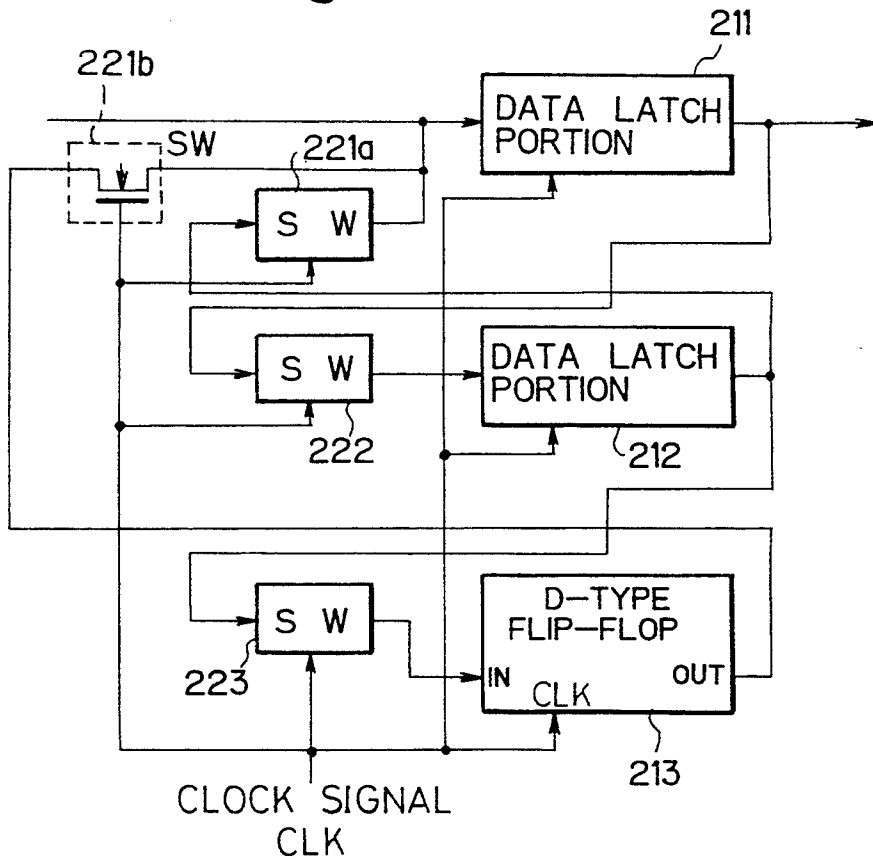 211
221b
DATA LATCH
PORTION
SW
221a
S W
S W
DATA LATCH
PORTION
222
212
S W
D-TYPE
FLIP-FLOP
IN
OUT
CLK
223
213
CLOCK SIGNAL
CLK